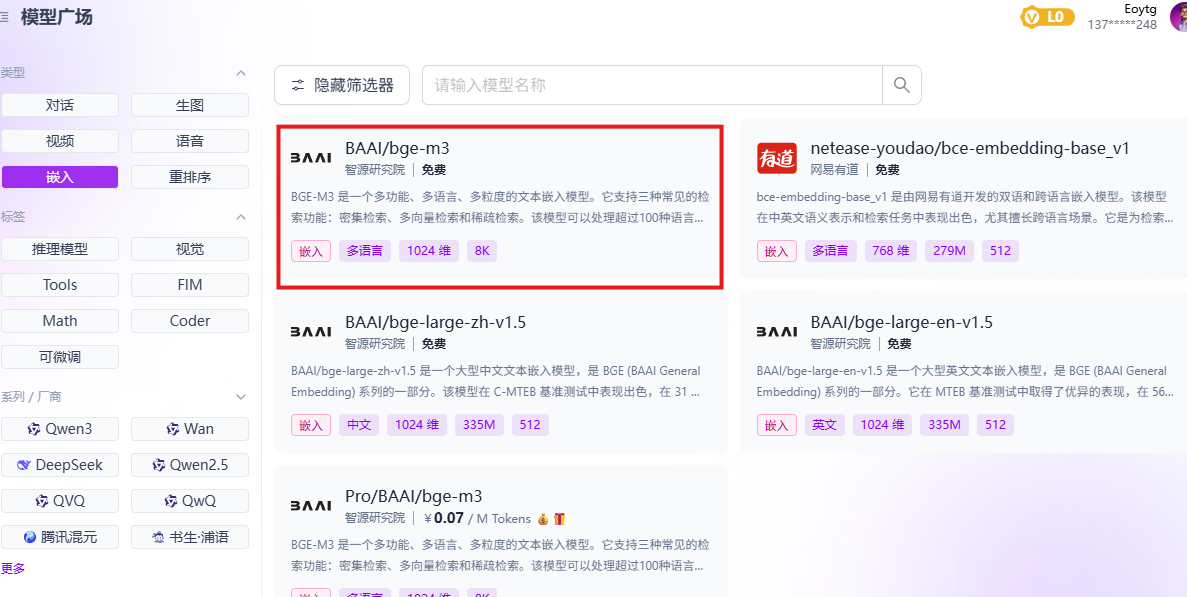 模型广场
L0
Eoytg
137*****248
类型
对话
生图
视频
语音
嵌入
重排序
标签
推理模型
视觉
Tools
FIM
Math
Coder
可微调
系列 / 厂商
Qwen3
Wan
DeepSeek
Qwen2.5
QVQ
QwQ
腾讯混元
书生·浦语
更多
隐藏筛选器
请输入模型名称
BAAI
BAAI/bge-m3
智源研究院 | 免费
BGE-M3 是一个多功能、多语言、多粒度的文本嵌入模型。它支持三种常见的检
索功能：密集检索、多向量检索和稀疏检索。该模型可以处理超过100种语言...
嵌入 多语言 1024 维 8K
有道
netease-youdao/bce-embedding-base_v1
网易有道 | 免费
bce-embedding-base_v1 是由网易有道开发的双语和跨语言嵌入模型。该模型
在中英文语义表示和检索任务中表现出色，尤其擅长跨语言场景。它是为检索...
嵌入 多语言 768 维 279M 512
BAAI
BAAI/bge-large-zh-v1.5
智源研究院 | 免费
BAAI/bge-large-zh-v1.5 是一个大型中文文本嵌入模型，是 BGE (BAAI General
Embedding) 系列的一部分。该模型在 C-MTEB 基准测试中表现出色，在 31 ...
嵌入 中文 1024 维 335M 512
BAAI
BAAI/bge-large-en-v1.5
智源研究院 | 免费
BAAI/bge-large-en-v1.5 是一个大型英文文本嵌入模型，是 BGE (BAAI General
Embedding) 系列的一部分。它在 MTEB 基准测试中取得了优异的表现，在 56...
嵌入 英文 1024 维 335M 512
BAAI
Pro/BAAI/bge-m3
智源研究院 | ￥0.07 / M Tokens
BGE-M3 是一个多功能、多语言、多粒度的文本嵌入模型。它支持三种常见的检
索功能：密集检索、多向量检索和稀疏检索。该模型可以处理超过100种语言...
嵌入 多语言 1024 维 8K